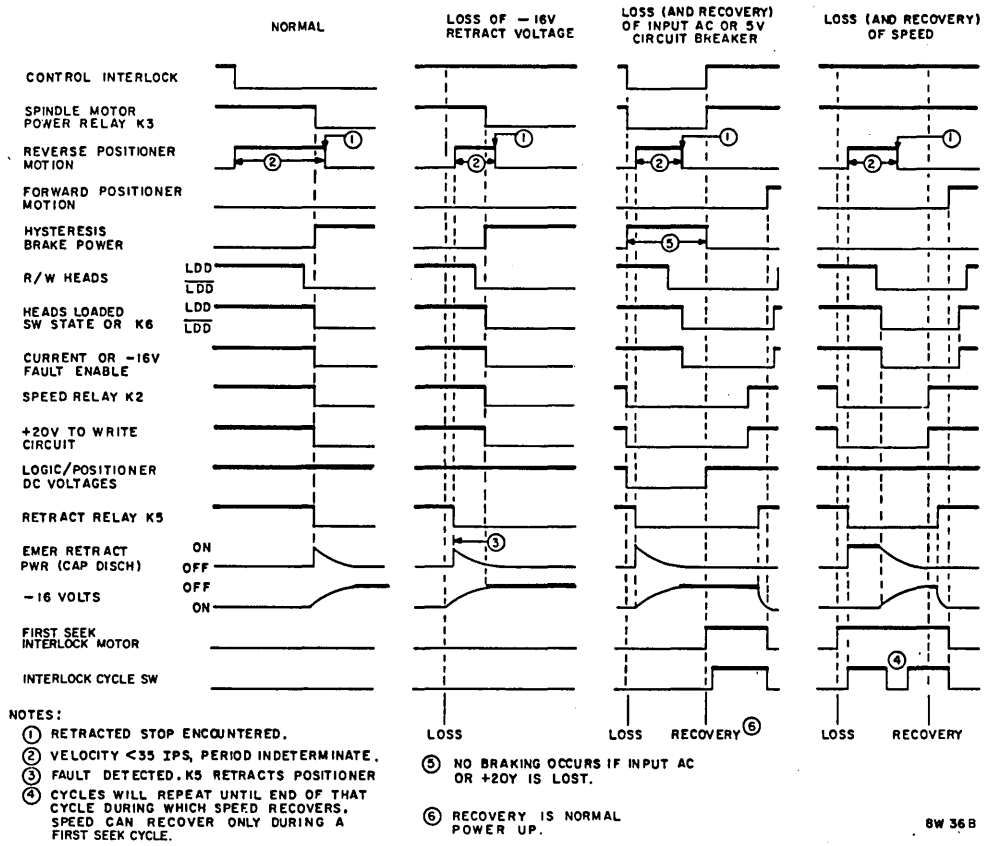 NORMAL
LOSS OF -16V
RETRACT VOLTAGE
LOSS (AND RECOVERY)
OF INPUT AC OR 5V
CIRCUIT BREAKER
LOSS (AND RECOVERY)
OF SPEED
CONTROL INTERLOCK
SPINDLE MOTOR
POWER RELAY K3
1
1
1
1
REVERSE POSITIONER
MOTION
2
2
2
2
FORWARD POSITIONER
MOTION
HYSTERESIS
BRAKE POWER
5
R/W HEADS
LDD
LDD
HEADS LOADED
SW STATE OR K6
LDD
LDD
CURRENT OR -16V
FAULT ENABLE
SPEED RELAY K2
+20V TO WRITE
CIRCUIT
LOGIC/POSITIONER
DC VOLTAGES
RETRACT RELAY K5
EMER RETRACT
PWR (CAP DISCH)
ON
OFF
3
-16 VOLTS
OFF
ON
FIRST SEEK
INTERLOCK MOTOR
INTERLOCK CYCLE SW
4
LOSS
LOSS
RECOVERY 6
LOSS
RECOVERY
NOTES:
1 RETRACTED STOP ENCOUNTERED.
2 VELOCITY <35 IPS, PERIOD INDETERMINATE.
3 FAULT DETECTED. K5 RETRACTS POSITIONER
4 CYCLES WILL REPEAT UNTIL END OF THAT
CYCLE DURING WHICH SPEED RECOVERS.
SPEED CAN RECOVER ONLY DURING A
FIRST SEEK CYCLE.
5 NO BRAKING OCCURS IF INPUT AC
OR +20Y IS LOST.
6 RECOVERY IS NORMAL
POWER UP.
8W 36B